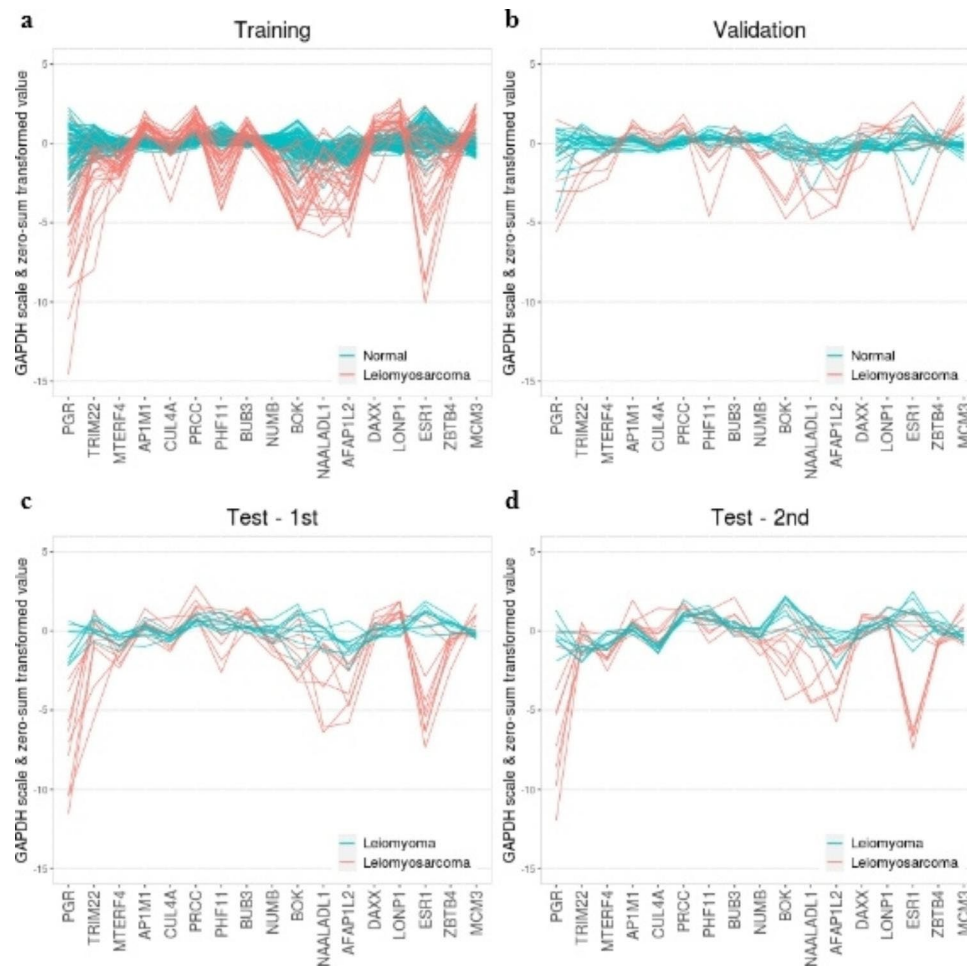 a
Training
GAPDH scale & zero-sum transformed value
5
0
-5
-10
-15
Normal
Leiomyosarcoma
PGR
TRIM22
MTERF4
AP1M1
CUL4A
PRCC
PHF11
BUB3
NUMB
BOK
NAALADL1
AFAP1L2
DAXX
LONP1
ESR1
ZBTB4
MCM3
b
Validation
GAPDH scale & zero-sum transformed value
5
0
-5
-10
-15
Normal
Leiomyosarcoma
PGR
TRIM22
MTERF4
AP1M1
CUL4A
PRCC
PHF11
BUB3
NUMB
BOK
NAALADL1
AFAP1L2
DAXX
LONP1
ESR1
ZBTB4
MCM3
c
Test - 1st
GAPDH scale & zero-sum transformed value
5
0
-5
-10
-15
Leiomyoma
Leiomyosarcoma
PGR
TRIM22
MTERF4
AP1M1
CUL4A
PRCC
PHF11
BUB3
NUMB
BOK
NAALADL1
AFAP1L2
DAXX
LONP1
ESR1
ZBTB4
MCM3
d
Test - 2nd
GAPDH scale & zero-sum transformed value
5
0
-5
-10
-15
Leiomyoma
Leiomyosarcoma
PGR
TRIM22
MTERF4
AP1M1
CUL4A
PRCC
PHF11
BUB3
NUMB
BOK
NAALADL1
AFAP1L2
DAXX
LONP1
ESR1
ZBTB4
MCM3